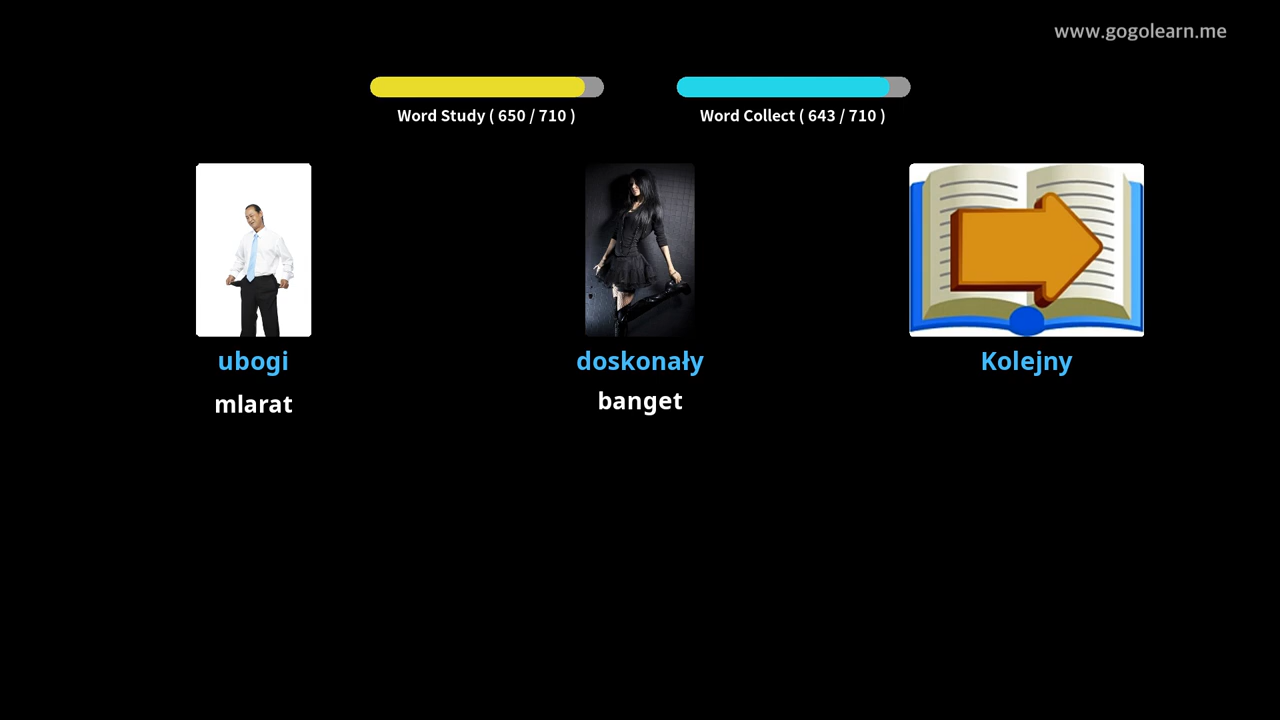 www.gogolearn.me
Word Study ( 650 / 710 )
Word Collect ( 643 / 710 )
ubogi
doskonały
Kolejny
mlarat
banget